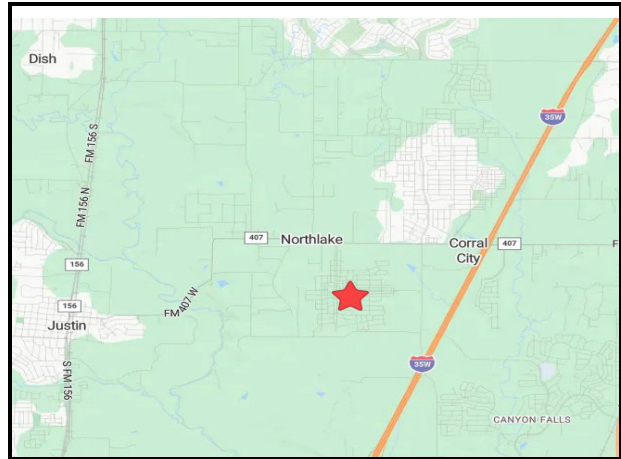 Dish
35W
FM 156 S
FM 156 N
407
Northlake
Corral
City
407
F
156
156
Justin
FM 407 W
S FM 156
35W
CANYON FALLS